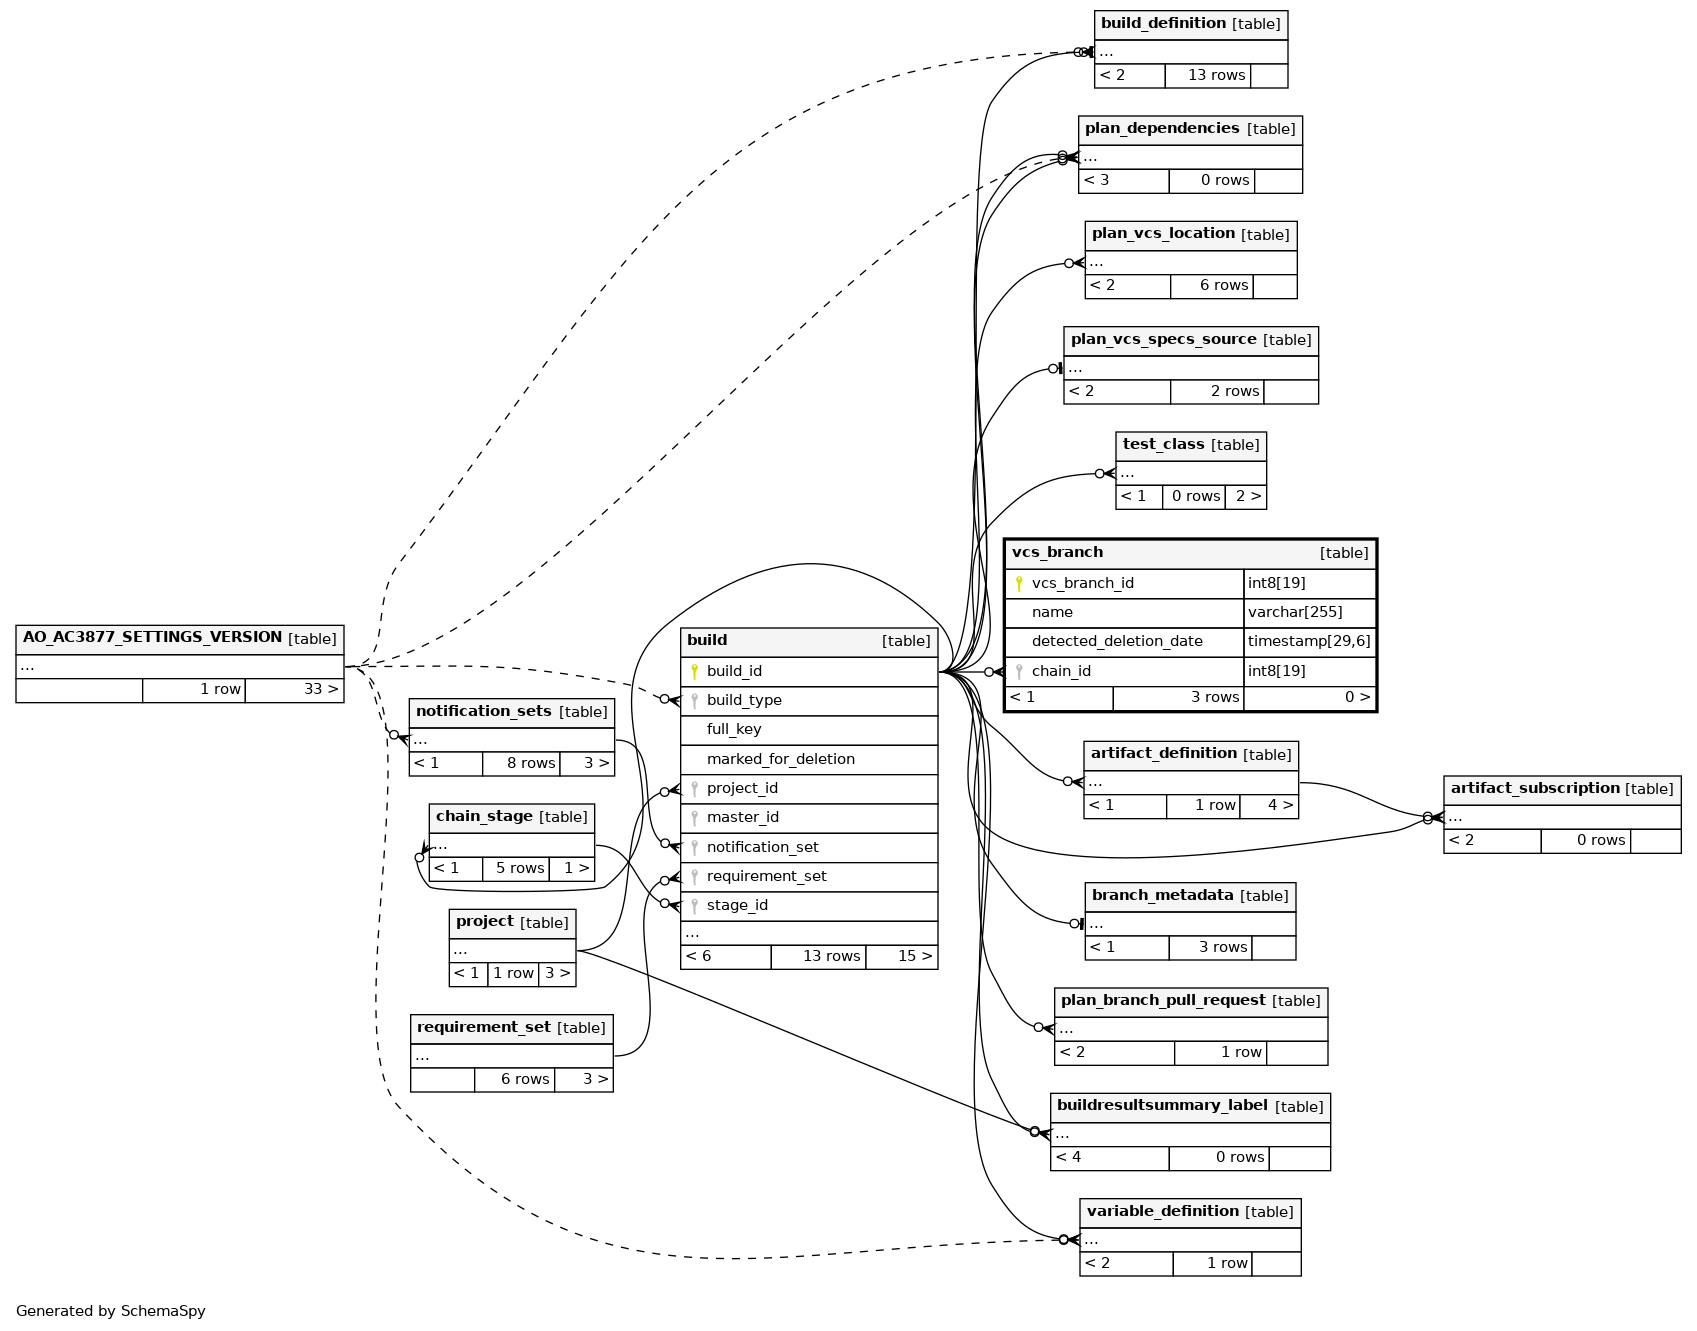 build_definition [table]
...
< 2 13 rows
plan_dependencies [table]
...
< 3 0 rows
plan_vcs_location [table]
...
< 2 6 rows
plan_vcs_specs_source [table]
...
< 2 2 rows
test_class [table]
...
< 1 0 rows 2 >
vcs_branch [table]
vcs_branch_id int8[19]
name varchar[255]
detected_deletion_date timestamp[29,6]
chain_id int8[19]
< 1 3 rows 0 >
AO_AC3877_SETTINGS_VERSION [table]
...
1 row 33 >
build [table]
build_id
build_type
full_key
marked_for_deletion
project_id
master_id
notification_set
requirement_set
stage_id
...
< 6 13 rows 15 >
notification_sets [table]
...
< 1 8 rows 3 >
chain_stage [table]
...
< 1 5 rows 1 >
project [table]
...
< 1 1 row 3 >
requirement_set [table]
...
6 rows 3 >
artifact_definition [table]
...
< 1 1 row 4 >
artifact_subscription [table]
...
< 2 0 rows
branch_metadata [table]
...
< 1 3 rows
plan_branch_pull_request [table]
...
< 2 1 row
buildresultsummary_label [table]
...
< 4 0 rows
variable_definition [table]
...
< 2 1 row
Generated by SchemaSpy